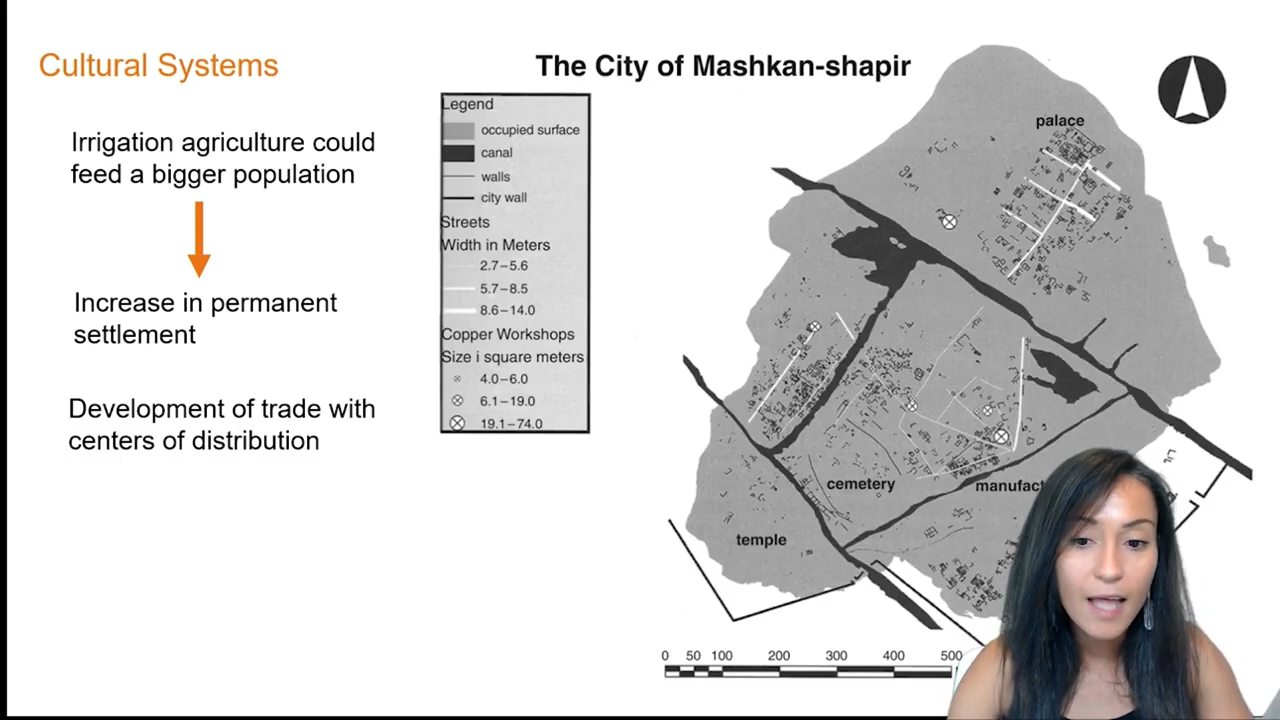 Cultural Systems
Irrigation agriculture could
feed a bigger population
Increase in permanent
settlement
Development of trade with
centers of distribution
The City of Mashkan-shapir
Legend
occupied surface
canal
walls
city wall
Streets
Width in Meters
2.7–5.6
5.7–8.5
8.6–14.0
Copper Workshops
Size i square meters
4.0–6.0
6.1–19.0
19.1–74.0
palace
cemetery
manufact
temple
0 50 100 200 300 400 500